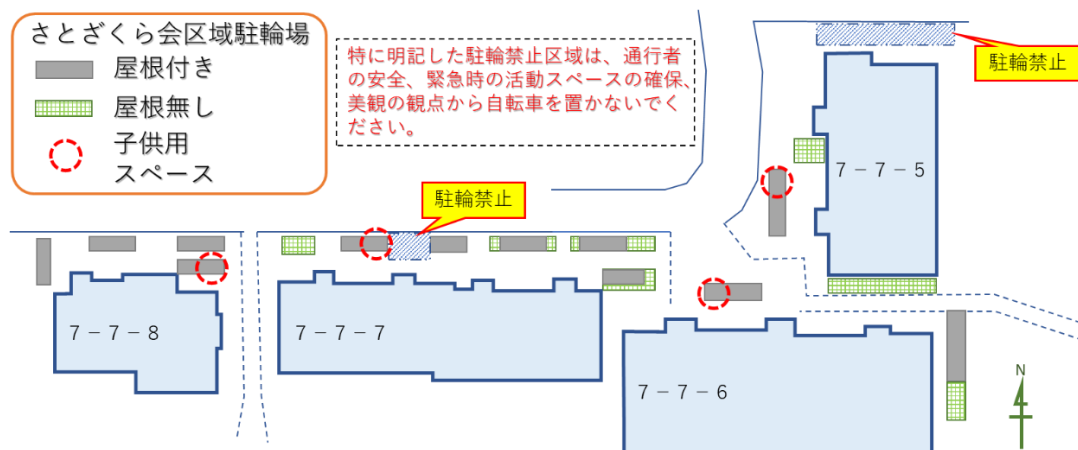 さとざくら会区域駐輪場
屋根付き
屋根無し
子供用
スペース
特に明記した駐輪禁止区域は、通行者
の安全、緊急時の活動スペースの確保、
美観の観点から自転車を置かないでく
ださい。
駐輪禁止
駐輪禁止
7－7－5
7－7－8
7－7－7
7－7－6
N